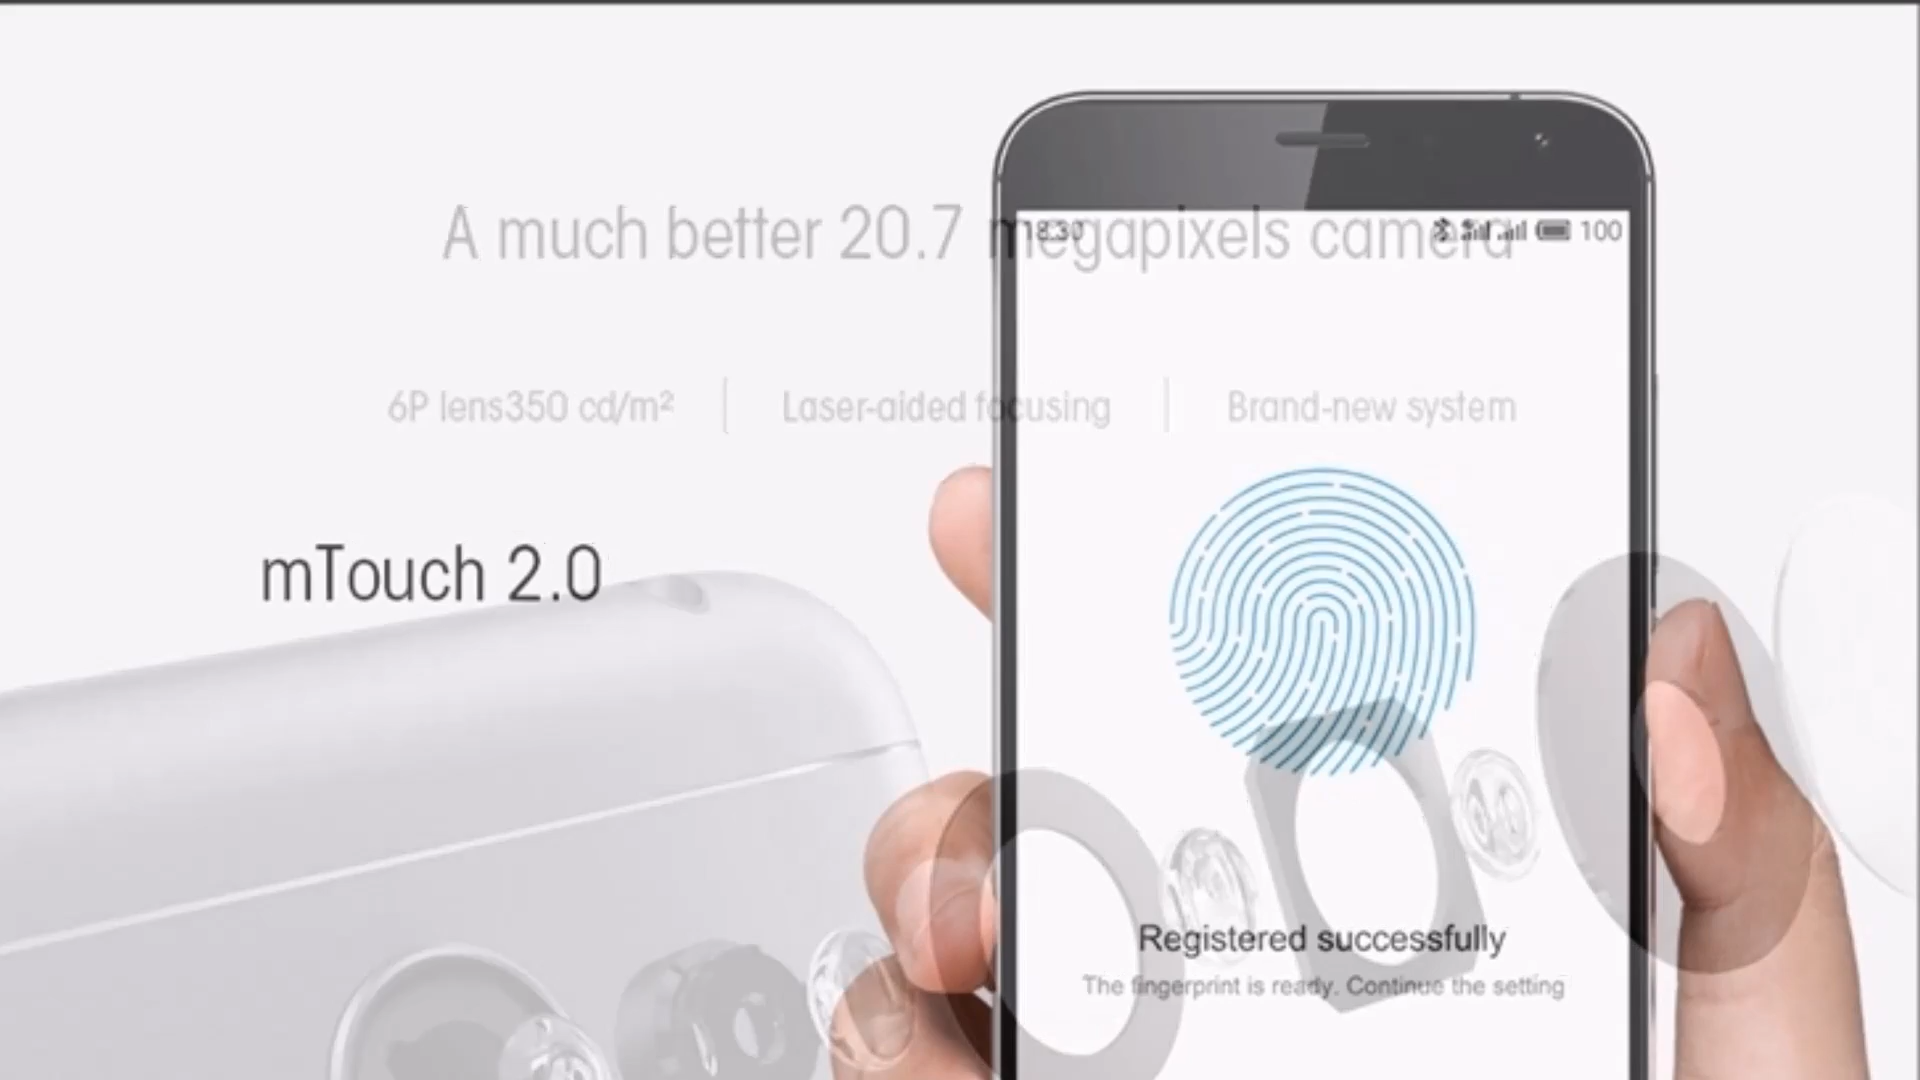 A much better 20.7 megapixels camera
18:30 100
6P lens350 cd/m² | Laser-aided focusing | Brand-new system
mTouch 2.0
Registered successfully
The fingerprint is ready. Continue the setting